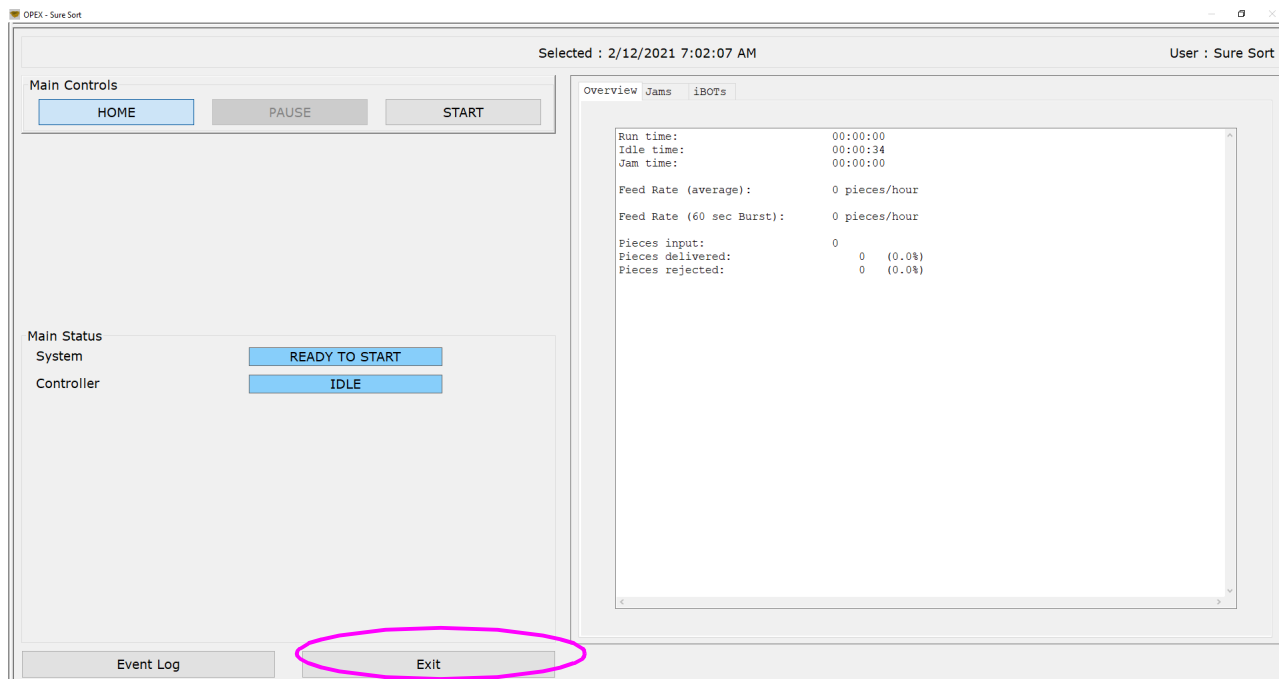 OPEX - Sure Sort
Selected : 2/12/2021 7:02:07 AM
User : Sure Sort
Main Controls
HOME
PAUSE
START
Main Status
System
READY TO START
Controller
IDLE
Event Log
Exit
Overview
Jams
iBOTs
Run time: 00:00:00
Idle time: 00:00:34
Jam time: 00:00:00
Feed Rate (average): 0 pieces/hour
Feed Rate (60 sec Burst): 0 pieces/hour
Pieces input: 0
Pieces delivered: 0 (0.0%)
Pieces rejected: 0 (0.0%)